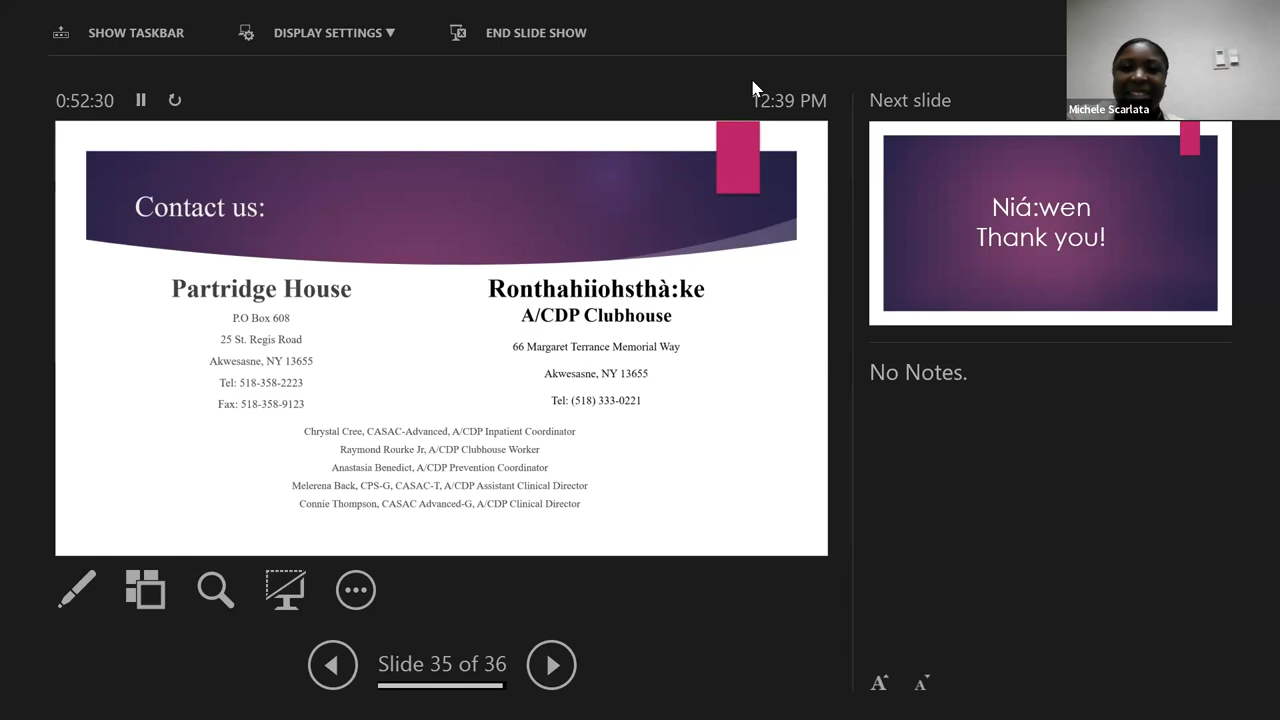 SHOW TASKBAR
DISPLAY SETTINGS ▼
END SLIDE SHOW
Michele Scarlata
0:52:30
12:39 PM
Next slide
Contact us:
Partridge House
P.O Box 608
25 St. Regis Road
Akwesasne, NY 13655
Tel: 518-358-2223
Fax: 518-358-9123
Ronthahiiohsthà:ke
A/CDP Clubhouse
66 Margaret Terrance Memorial Way
Akwesasne, NY 13655
Tel: (518) 333-0221
Chrystal Cree, CASAC-Advanced, A/CDP Inpatient Coordinator
Raymond Rourke Jr, A/CDP Clubhouse Worker
Anastasia Benedict, A/CDP Prevention Coordinator
Melerena Back, CPS-G, CASAC-T, A/CDP Assistant Clinical Director
Connie Thompson, CASAC Advanced-G, A/CDP Clinical Director
Niá:wen
Thank you!
No Notes.
Slide 35 of 36
A A